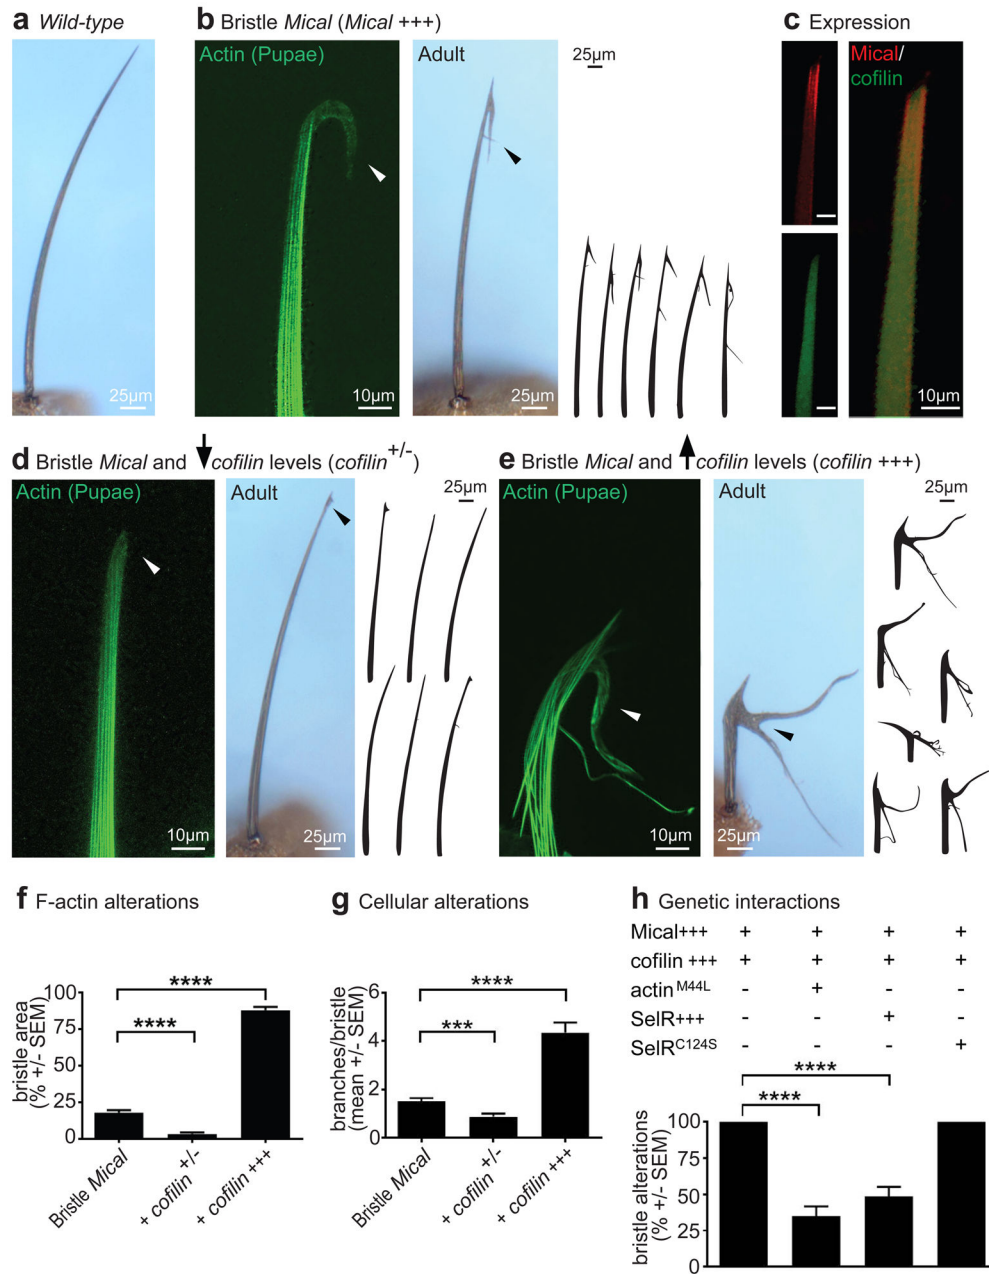 a Wild-type
b Bristle Mical (Mical +++)
c Expression
Actin (Pupae)
Adult
25µm
Mical/
cofilin
25µm
10µm
25µm
10µm
d Bristle Mical and ↓ cofilin levels (cofilin+/-)
e Bristle Mical and ↑ cofilin levels (cofilin +++)
Actin (Pupae)
Adult
25µm
Actin (Pupae)
Adult
25µm
10µm
25µm
10µm
25µm
f F-actin alterations
bristle area
(% +/- SEM)
100
75
50
25
0
****
****
Bristle Mical
+ cofilin +/-
+ cofilin +++
g Cellular alterations
branches/bristle
(mean +/- SEM)
6
4
2
0
****
***
Bristle Mical
+ cofilin +/-
+ cofilin +++
h Genetic interactions
Mical+++ + + + +
cofilin +++ + + + +
actin M44L - + - -
SelR+++ - - + -
SelR C124S - - - +
bristle alterations
(% +/- SEM)
100
75
50
25
0
****
****